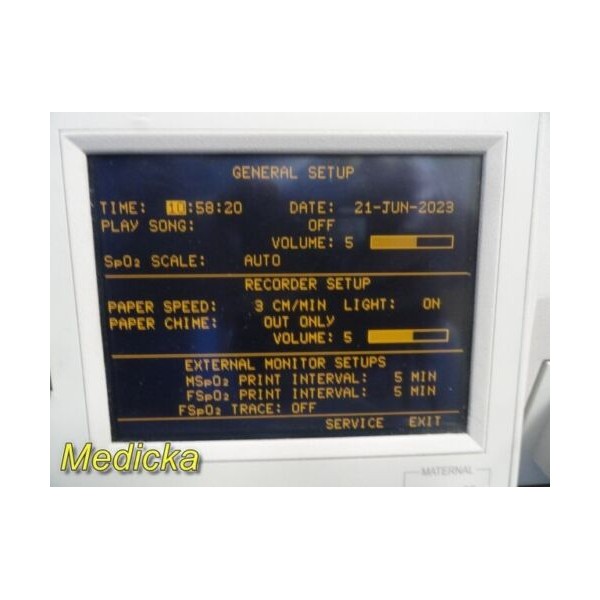 GENERAL SETUP
TIME: 10:58:20 DATE: 21-JUN-2023
PLAY SONG: OFF
VOLUME: 5
SpO₂ SCALE: AUTO
RECORDER SETUP
PAPER SPEED: 3 CM/MIN LIGHT: ON
PAPER CHIME: OUT ONLY
VOLUME: 5
EXTERNAL MONITOR SETUPS
MSpO₂ PRINT INTERVAL: 5 MIN
FSpO₂ PRINT INTERVAL: 5 MIN
FSpO₂ TRACE: OFF
SERVICE EXIT
Medicka
MATERNAL